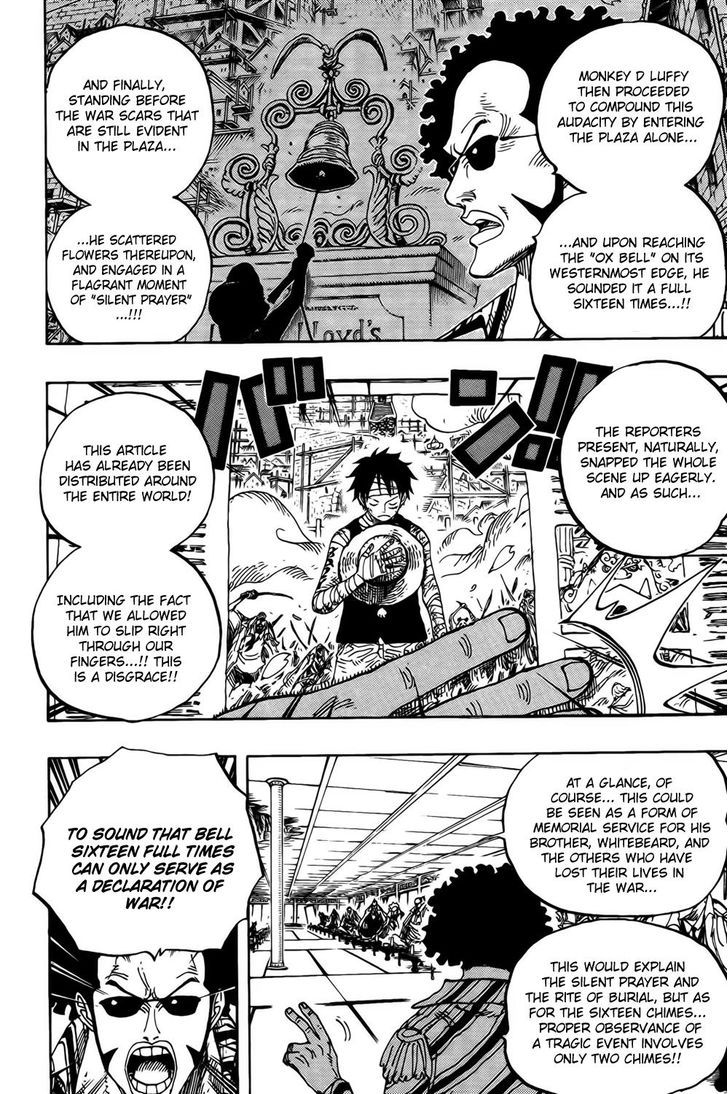 MONKEY D LUFFY
THEN PROCEEDED
TO COMPOUND THIS
AUDACITY BY ENTERING
THE PLAZA ALONE...
...AND UPON REACHING
THE "OX BELL" ON ITS
WESTERNMOST EDGE, HE
SOUNDED IT A FULL
SIXTEEN TIMES...!!
AND FINALLY,
STANDING BEFORE
THE WAR SCARS THAT
ARE STILL EVIDENT
IN THE PLAZA...
...HE SCATTERED
FLOWERS THEREUPON,
AND ENGAGED IN A
FLAGRANT MOMENT
OF "SILENT PRAYER"
...!!!
Lloyd's
THE REPORTERS
PRESENT, NATURALLY,
SNAPPED THE WHOLE
SCENE UP EAGERLY.
AND AS SUCH...
THIS ARTICLE
HAS ALREADY BEEN
DISTRIBUTED AROUND
THE ENTIRE WORLD!
INCLUDING THE FACT
THAT WE ALLOWED
HIM TO SLIP RIGHT
THROUGH OUR
FINGERS...!! THIS
IS A DISGRACE!!
AT A GLANCE, OF
COURSE... THIS COULD
BE SEEN AS A FORM OF
MEMORIAL SERVICE FOR HIS
BROTHER, WHITEBEARD, AND
THE OTHERS WHO HAVE
LOST THEIR LIVES IN
THE WAR...
THIS WOULD EXPLAIN
THE SILENT PRAYER AND
THE RITE OF BURIAL, BUT AS
FOR THE SIXTEEN CHIMES...
PROPER OBSERVANCE OF
A TRAGIC EVENT INVOLVES
ONLY TWO CHIMES!!
TO SOUND THAT BELL
SIXTEEN FULL TIMES
CAN ONLY SERVE AS
A DECLARATION OF
WAR!!